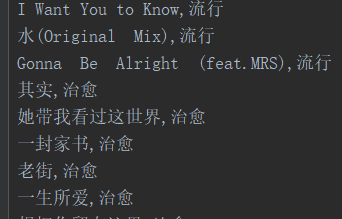 I Want You to Know,流行
水(Original  Mix),流行
Gonna  Be  Alright  (feat.MRS),流行
其实,治愈
她带我看过这世界,治愈
一封家书,治愈
老街,治愈
一生所爱,治愈